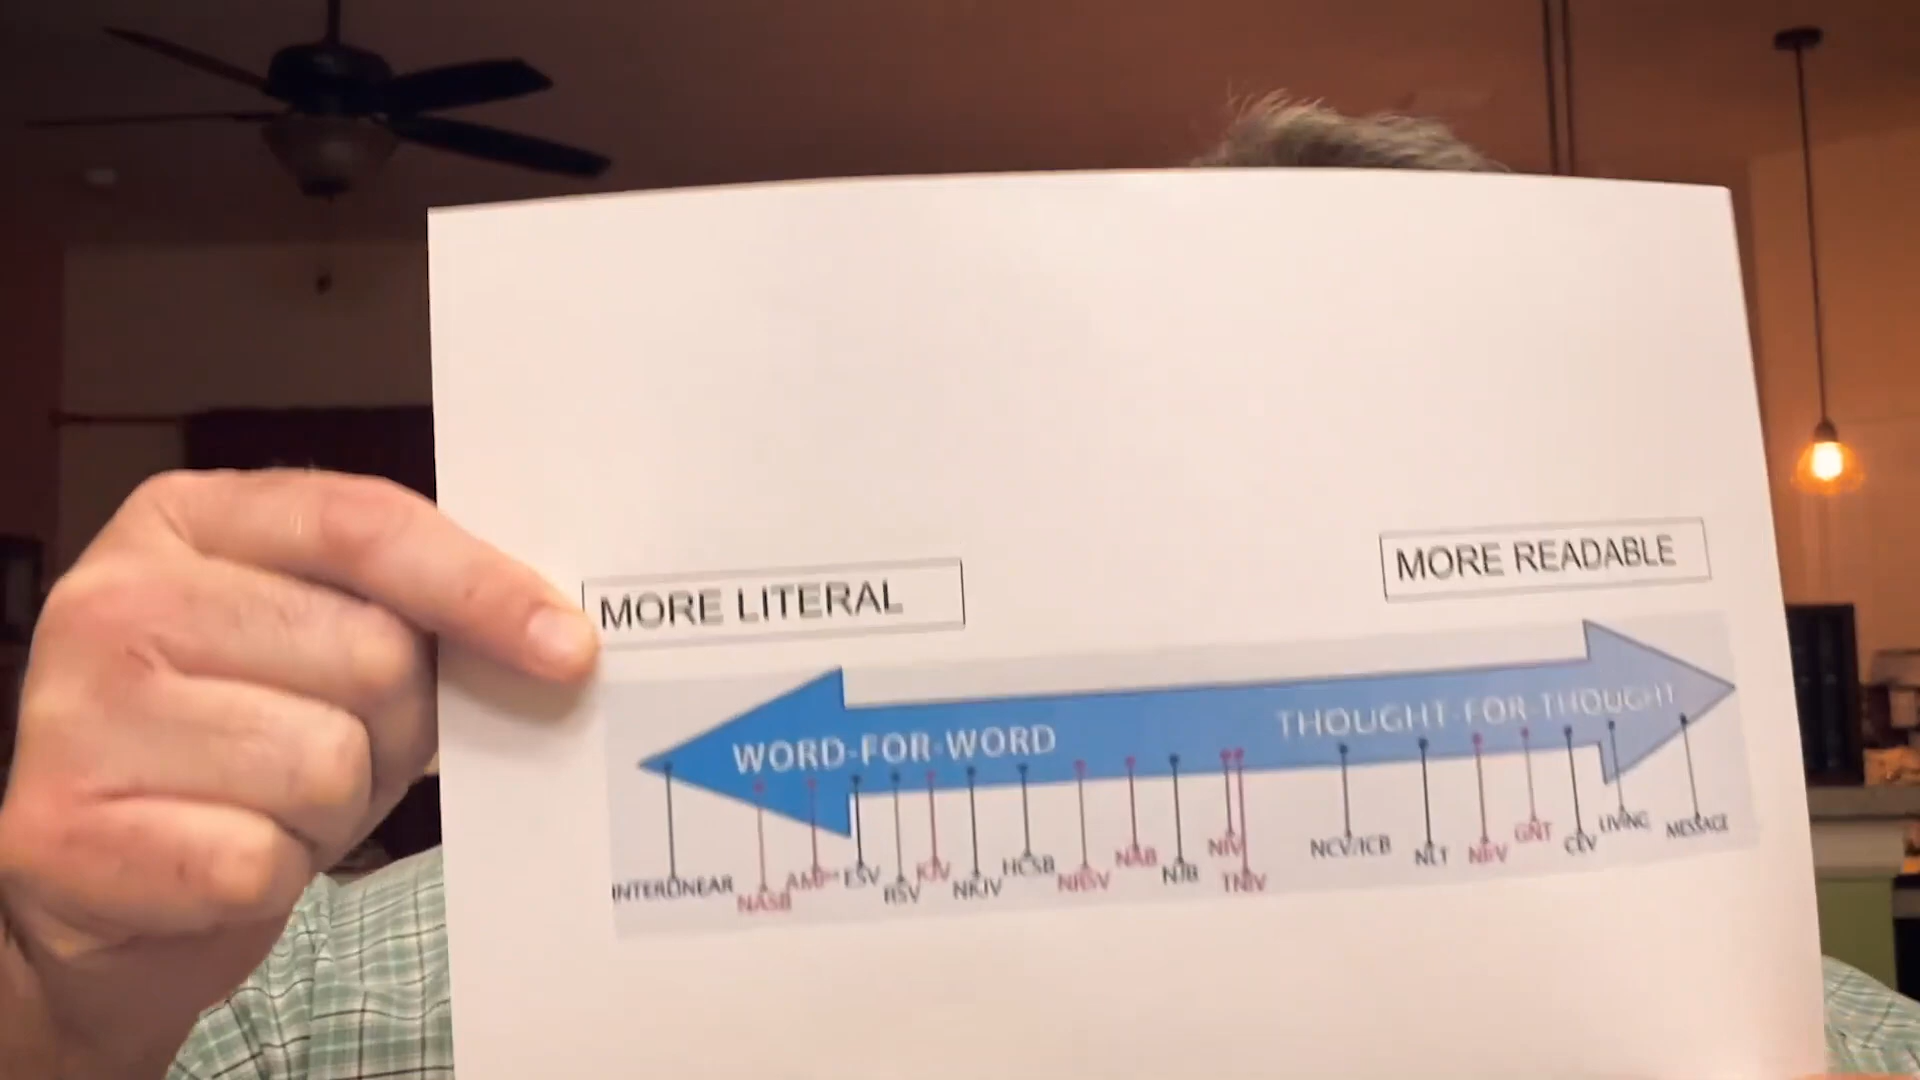 MORE LITERAL
MORE READABLE
WORD-FOR-WORD
THOUGHT-FOR-THOUGHT
INTERLINEAR
NASB
AMP
ESV
RSV
KJV
NKJV
HCSB
NRSV
NAB
NJB
NIV
TNIV
NCV/ICB
NLT
GNT
CEV
LIVING
MESSAGE